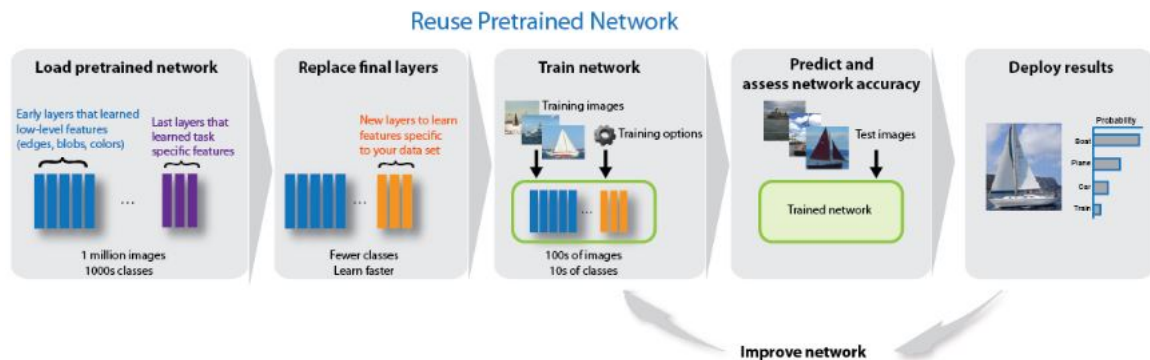 Reuse Pretrained Network
Load pretrained network
Early layers that learned
low-level features
(edges, blobs, colors)
Last layers that
learned task
specific features
...
1 million images
1000s classes
Replace final layers
New layers to learn
features specific
to your data set
...
Fewer classes
Learn faster
Train network
Training images
Training options
...
100s of images
10s of classes
Predict and
assess network accuracy
Test images
Trained network
Deploy results
Probability
Boat
Plane
Car
Train
Improve network